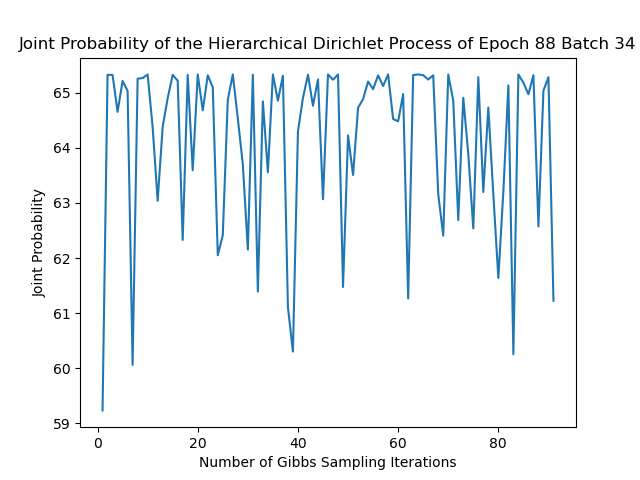 Joint Probability of the Hierarchical Dirichlet Process of Epoch 88 Batch 34
65
64
63
62
61
60
59
Joint Probability
0 20 40 60 80
Number of Gibbs Sampling Iterations